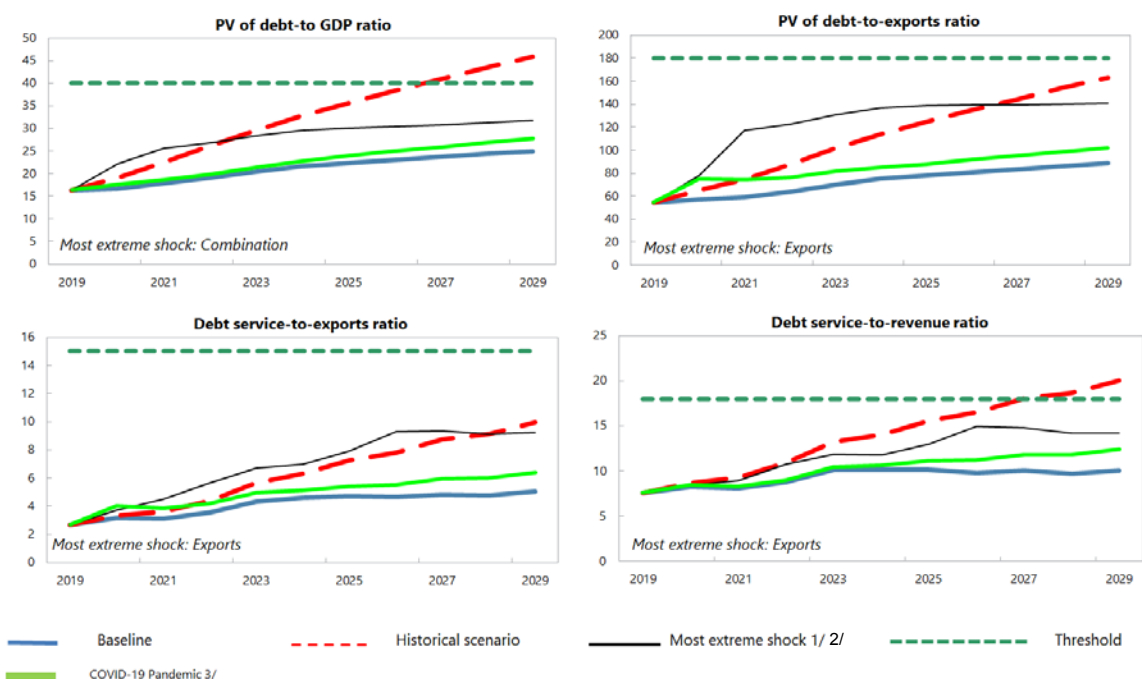 PV of debt-to GDP ratio
50
45
40
35
30
25
20
15
10
5
0
Most extreme shock: Combination
2019 2021 2023 2025 2027 2029
PV of debt-to-exports ratio
200
180
160
140
120
100
80
60
40
20
0
Most extreme shock: Exports
2019 2021 2023 2025 2027 2029
Debt service-to-exports ratio
16
14
12
10
8
6
4
2
0
Most extreme shock: Exports
2019 2021 2023 2025 2027 2029
Debt service-to-revenue ratio
25
20
15
10
5
0
Most extreme shock: Exports
2019 2021 2023 2025 2027 2029
Baseline Historical scenario Most extreme shock 1/ 2/ Threshold
COVID-19 Pandemic 3/